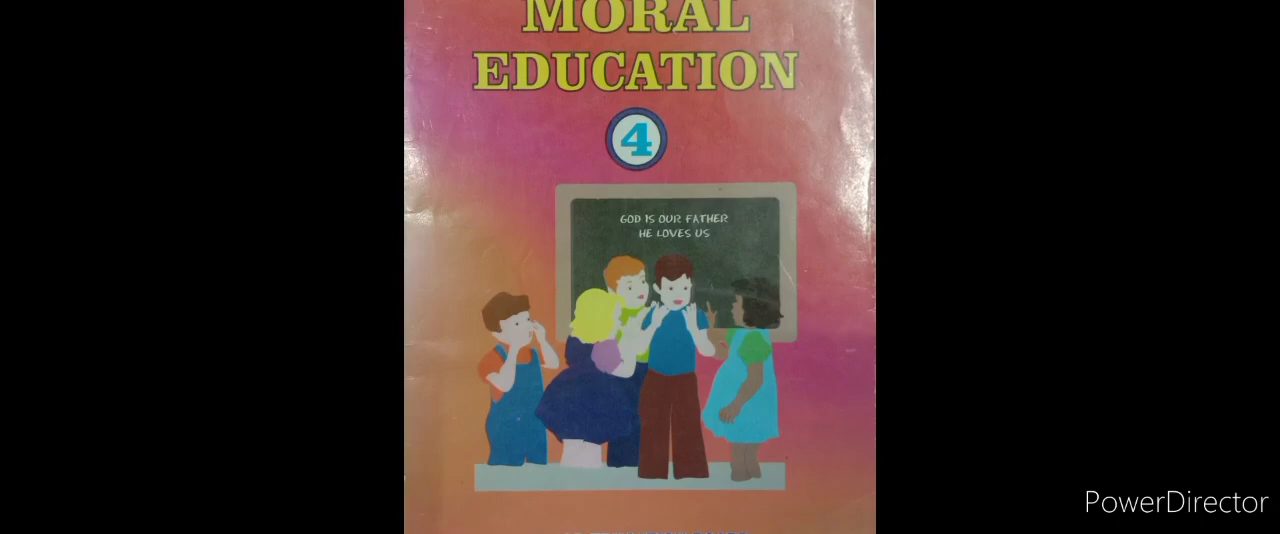 MORAL
EDUCATION
4
GOD IS OUR FATHER
HE LOVES US
PowerDirector